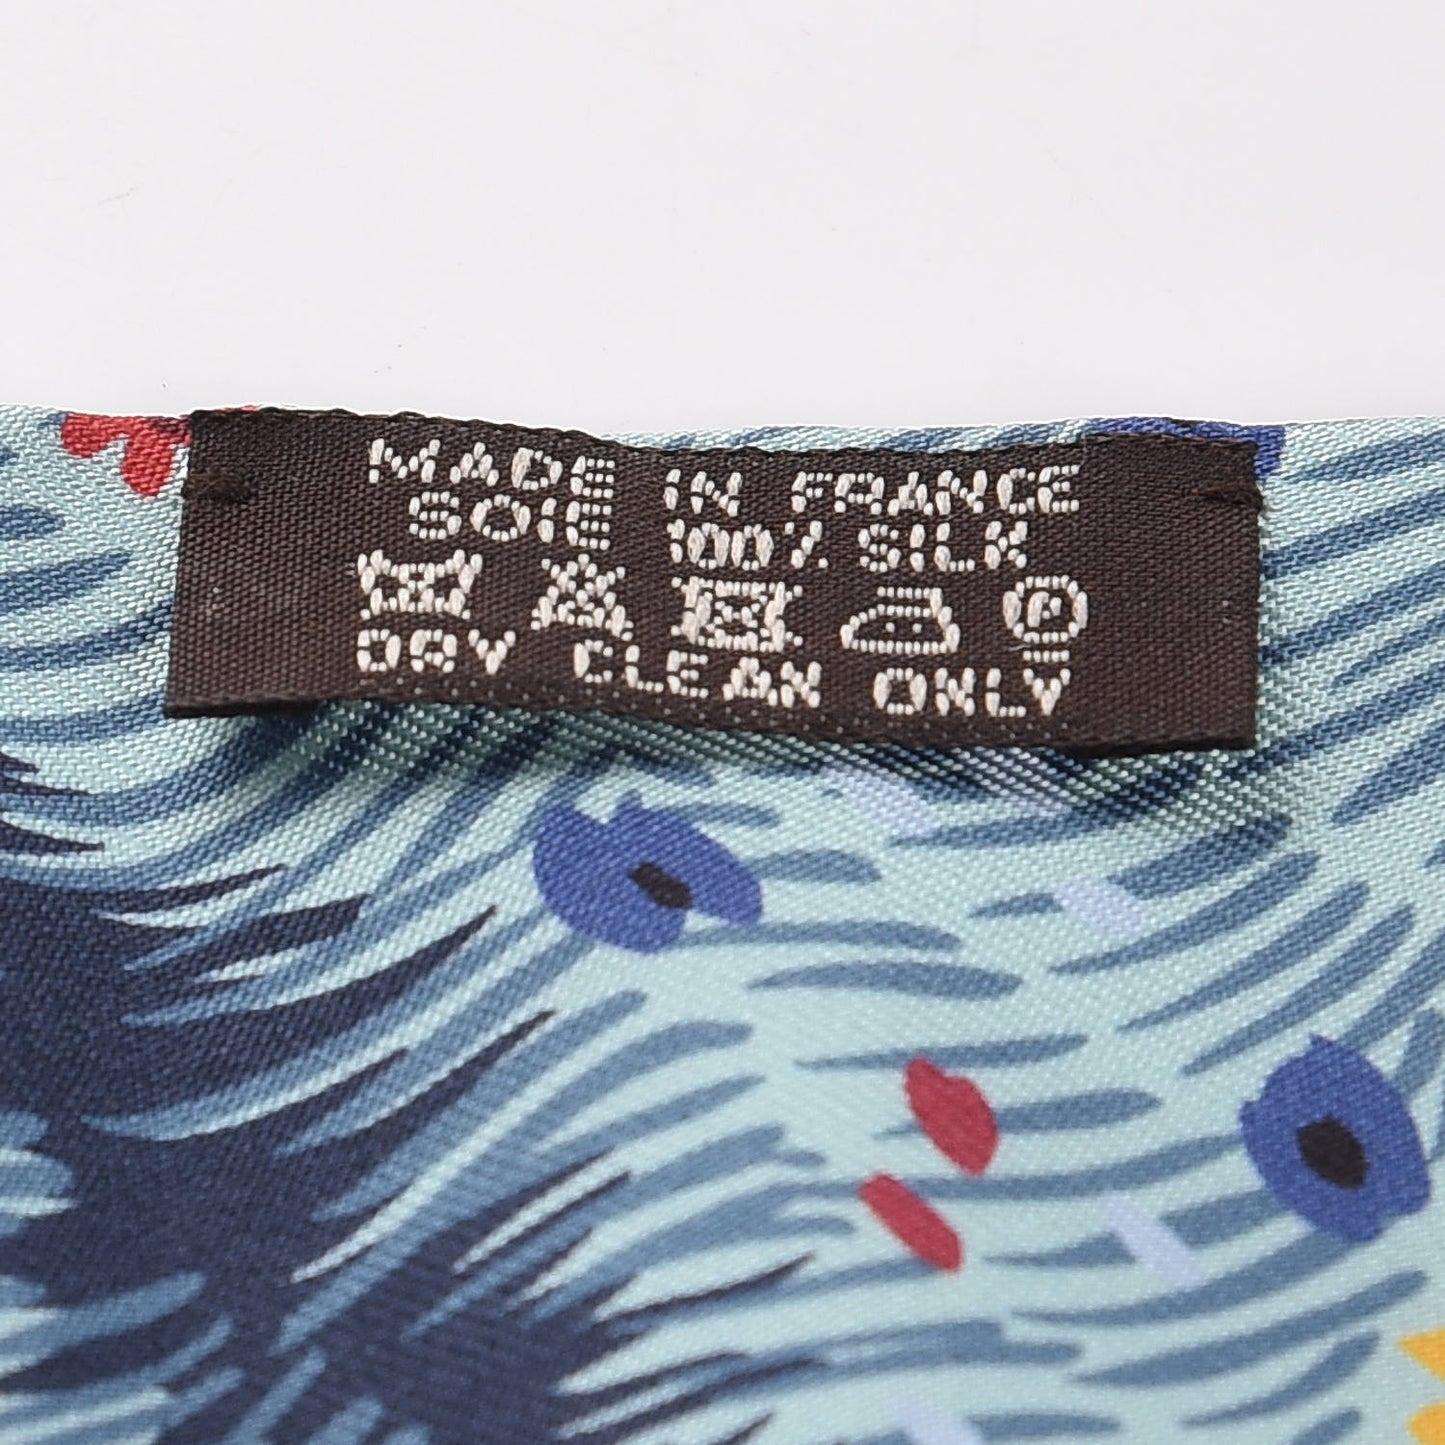 MADE IN FRANCE
SOIE 100% SILK
P
DRY CLEAN ONLY